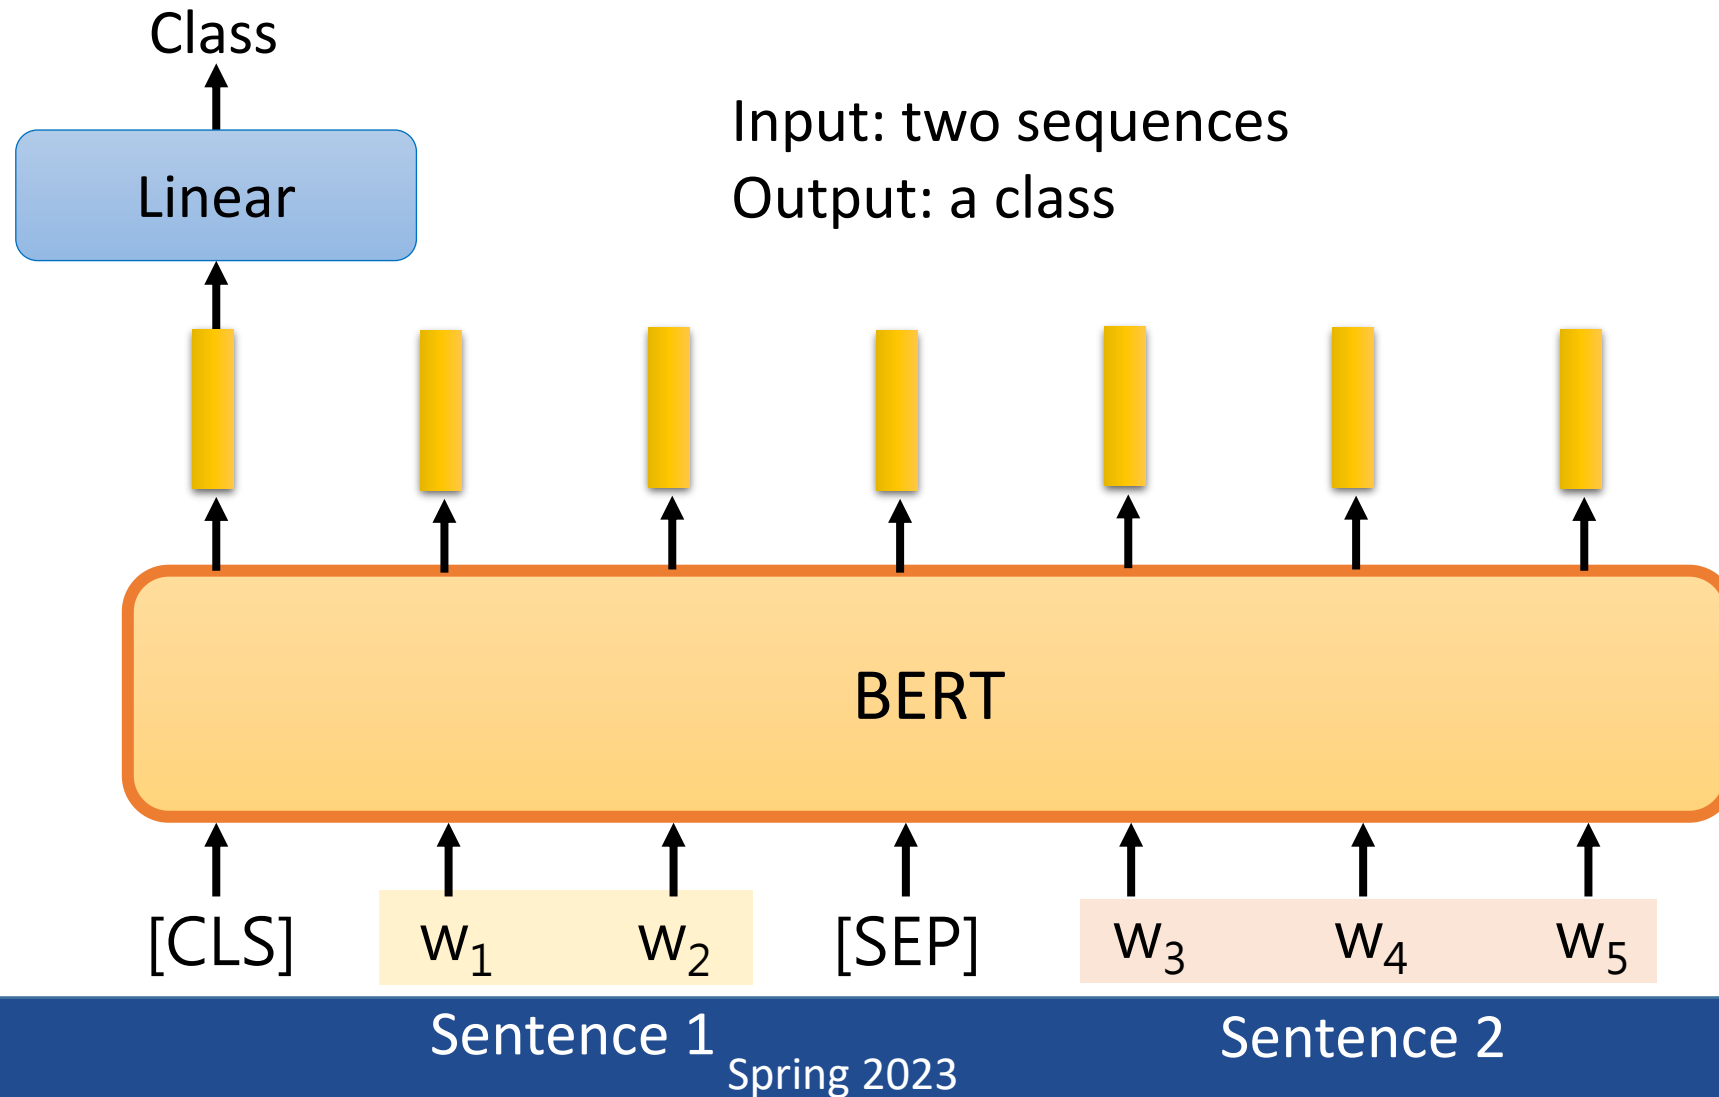 Class
Input: two sequences
Linear
Output: a class
BERT
[CLS] w₁ w₂ [SEP] w₃ w₄ w₅
Sentence 1 Sentence 2
Spring 2023